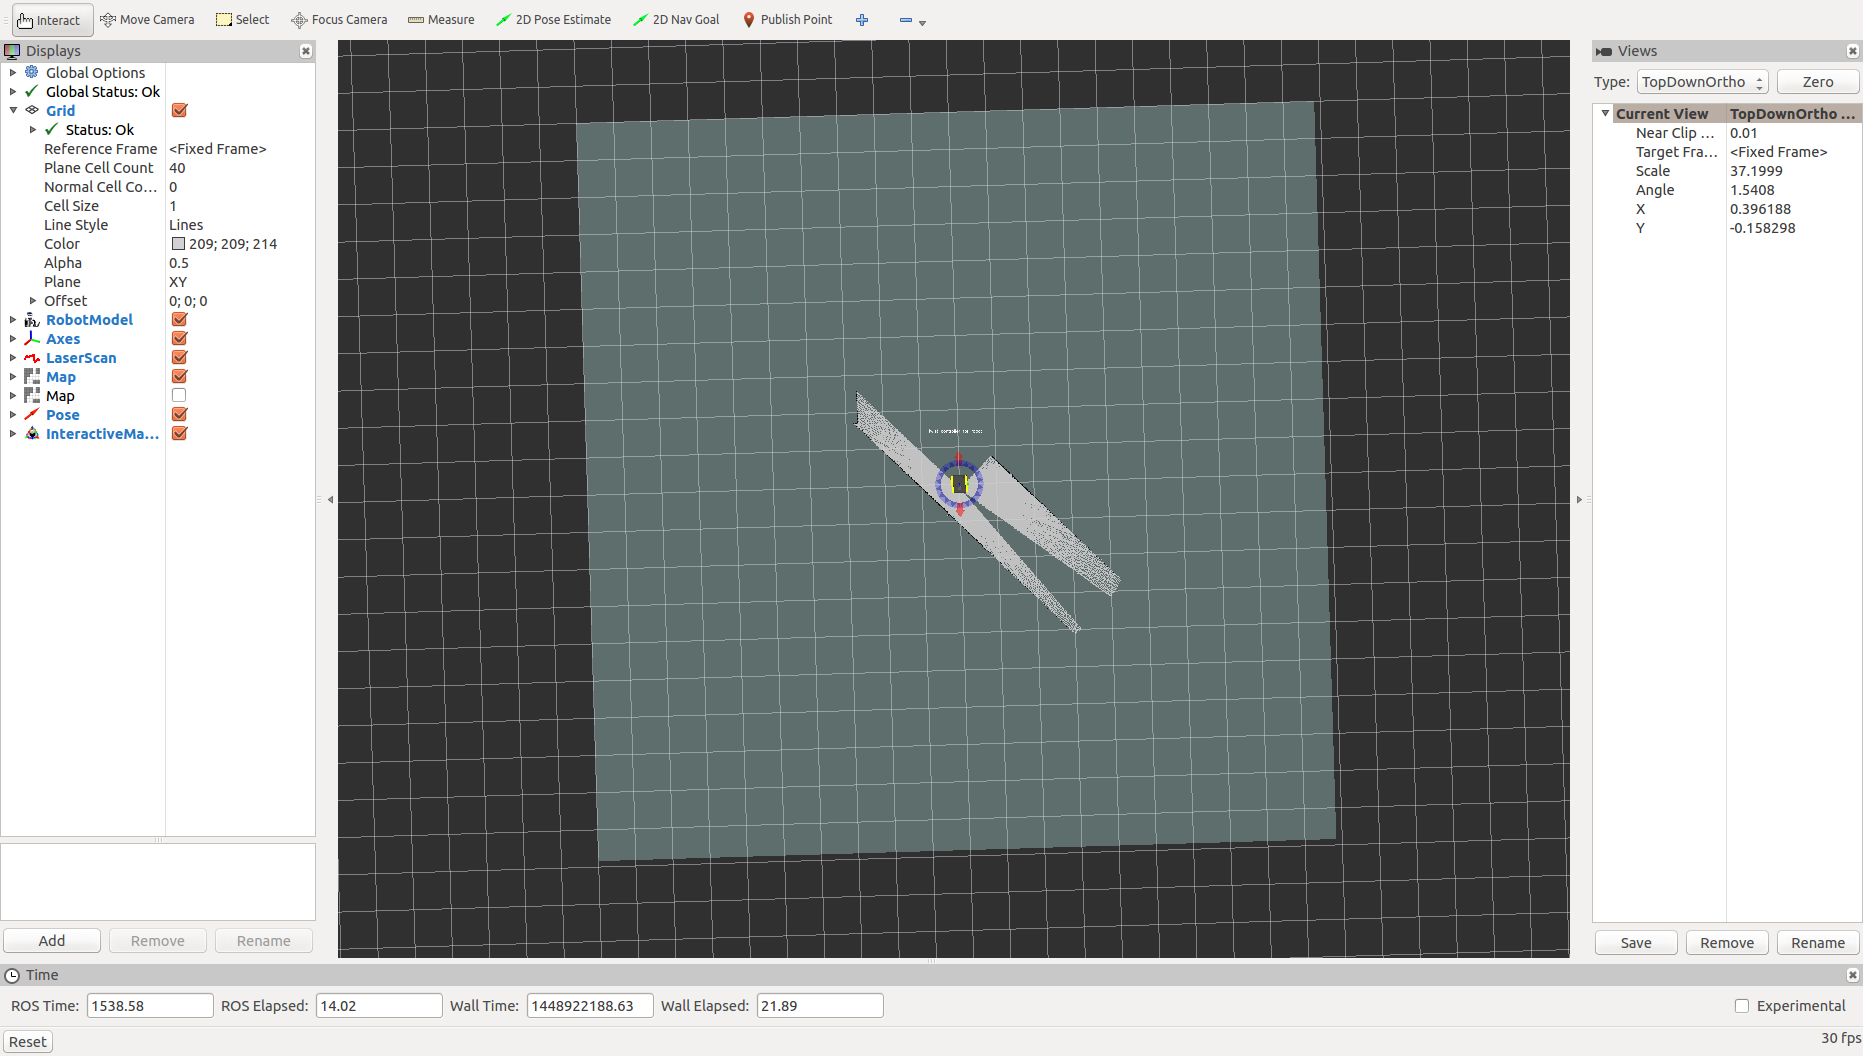 Interact Move Camera Select Focus Camera Measure 2D Pose Estimate 2D Nav Goal Publish Point
Displays
Global Options
Global Status: Ok
Grid
Status: Ok
Reference Frame <Fixed Frame>
Plane Cell Count 40
Normal Cell Co... 0
Cell Size 1
Line Style Lines
Color 209; 209; 214
Alpha 0.5
Plane XY
Offset 0; 0; 0
RobotModel
Axes
LaserScan
Map
Map
Pose
InteractiveMa...
Add Remove Rename
Views
Type: TopDownOrtho Zero
Current View TopDownOrtho ...
Near Clip ... 0.01
Target Fra... <Fixed Frame>
Scale 37.1999
Angle 1.5408
X 0.396188
Y -0.158298
Save Remove Rename
Time
ROS Time: 1538.58 ROS Elapsed: 14.02 Wall Time: 1448922188.63 Wall Elapsed: 21.89 Experimental
Reset 30 fps